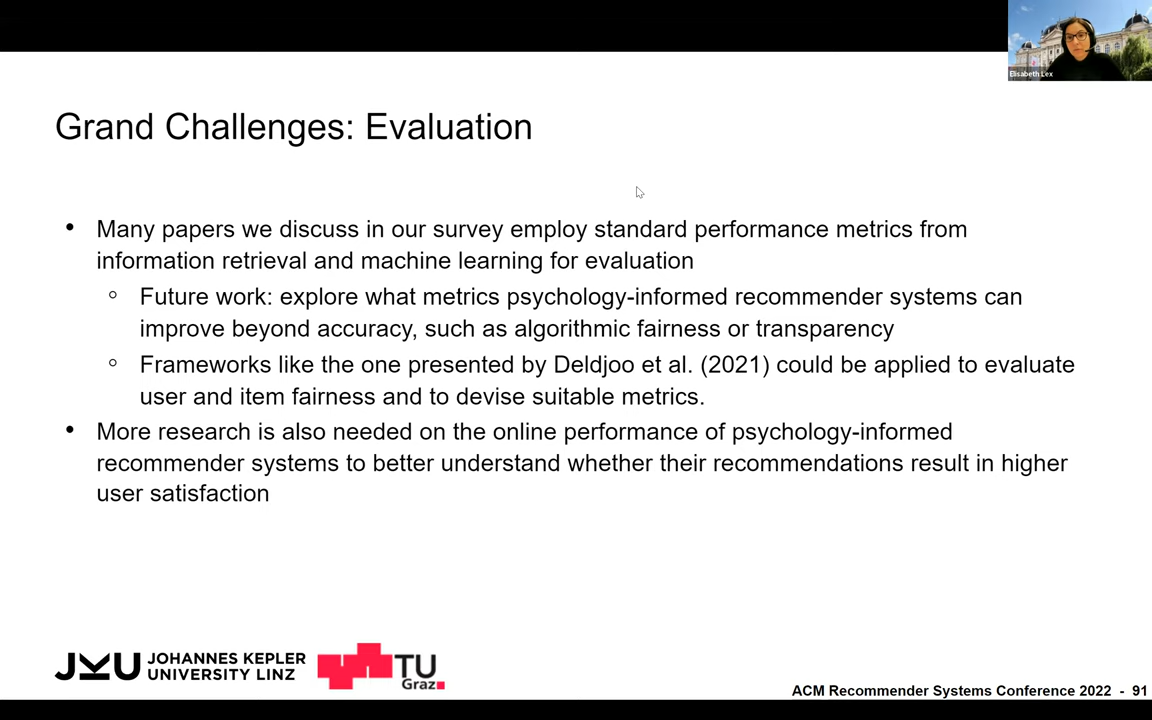 Elisabeth Lex
Grand Challenges: Evaluation
• Many papers we discuss in our survey employ standard performance metrics from
information retrieval and machine learning for evaluation
○ Future work: explore what metrics psychology-informed recommender systems can
improve beyond accuracy, such as algorithmic fairness or transparency
○ Frameworks like the one presented by Deldjoo et al. (2021) could be applied to evaluate
user and item fairness and to devise suitable metrics.
• More research is also needed on the online performance of psychology-informed
recommender systems to better understand whether their recommendations result in higher
user satisfaction
JKU JOHANNES KEPLER
UNIVERSITY LINZ
TU
Graz
ACM Recommender Systems Conference 2022 - 91